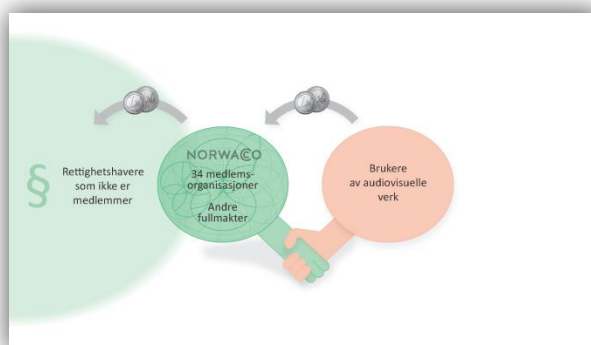 §
Rettighetshavere
som ikke er
medlemmer
NORWACO
34 medlems-
organisasjoner
Andre
fullmakter
Brukere
av audiovisuelle
verk